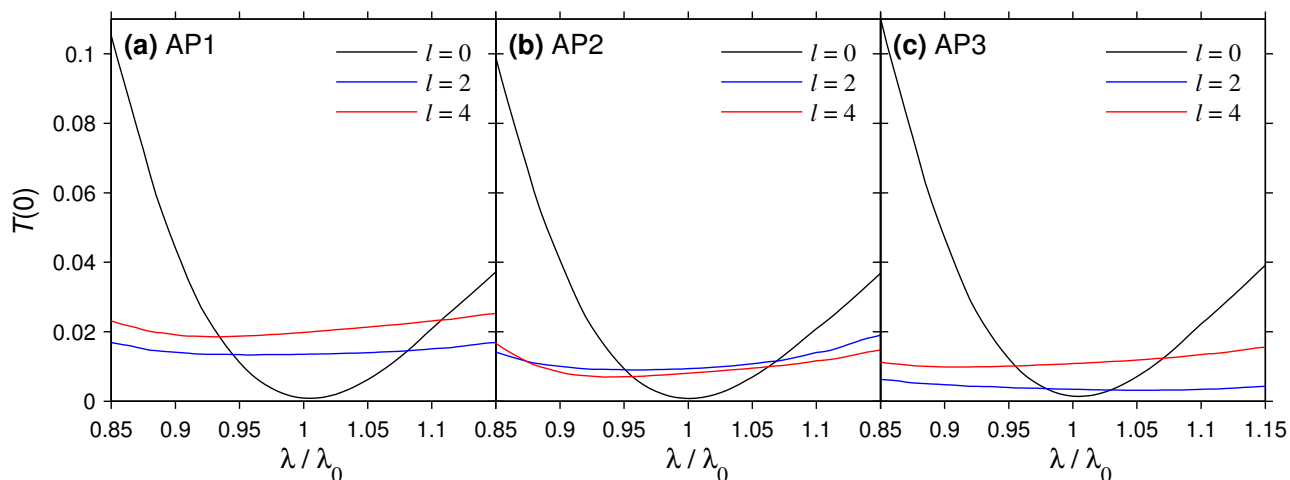 (a) AP1
l = 0
l = 2
l = 4
(b) AP2
l = 0
l = 2
l = 4
(c) AP3
l = 0
l = 2
l = 4
T(0)
0.1
0.08
0.06
0.04
0.02
0
0.85 0.9 0.95 1 1.05 1.1 0.85 0.9 0.95 1 1.05 1.1 0.85 0.9 0.95 1 1.05 1.1 1.15
λ / λ0 λ / λ0 λ / λ0